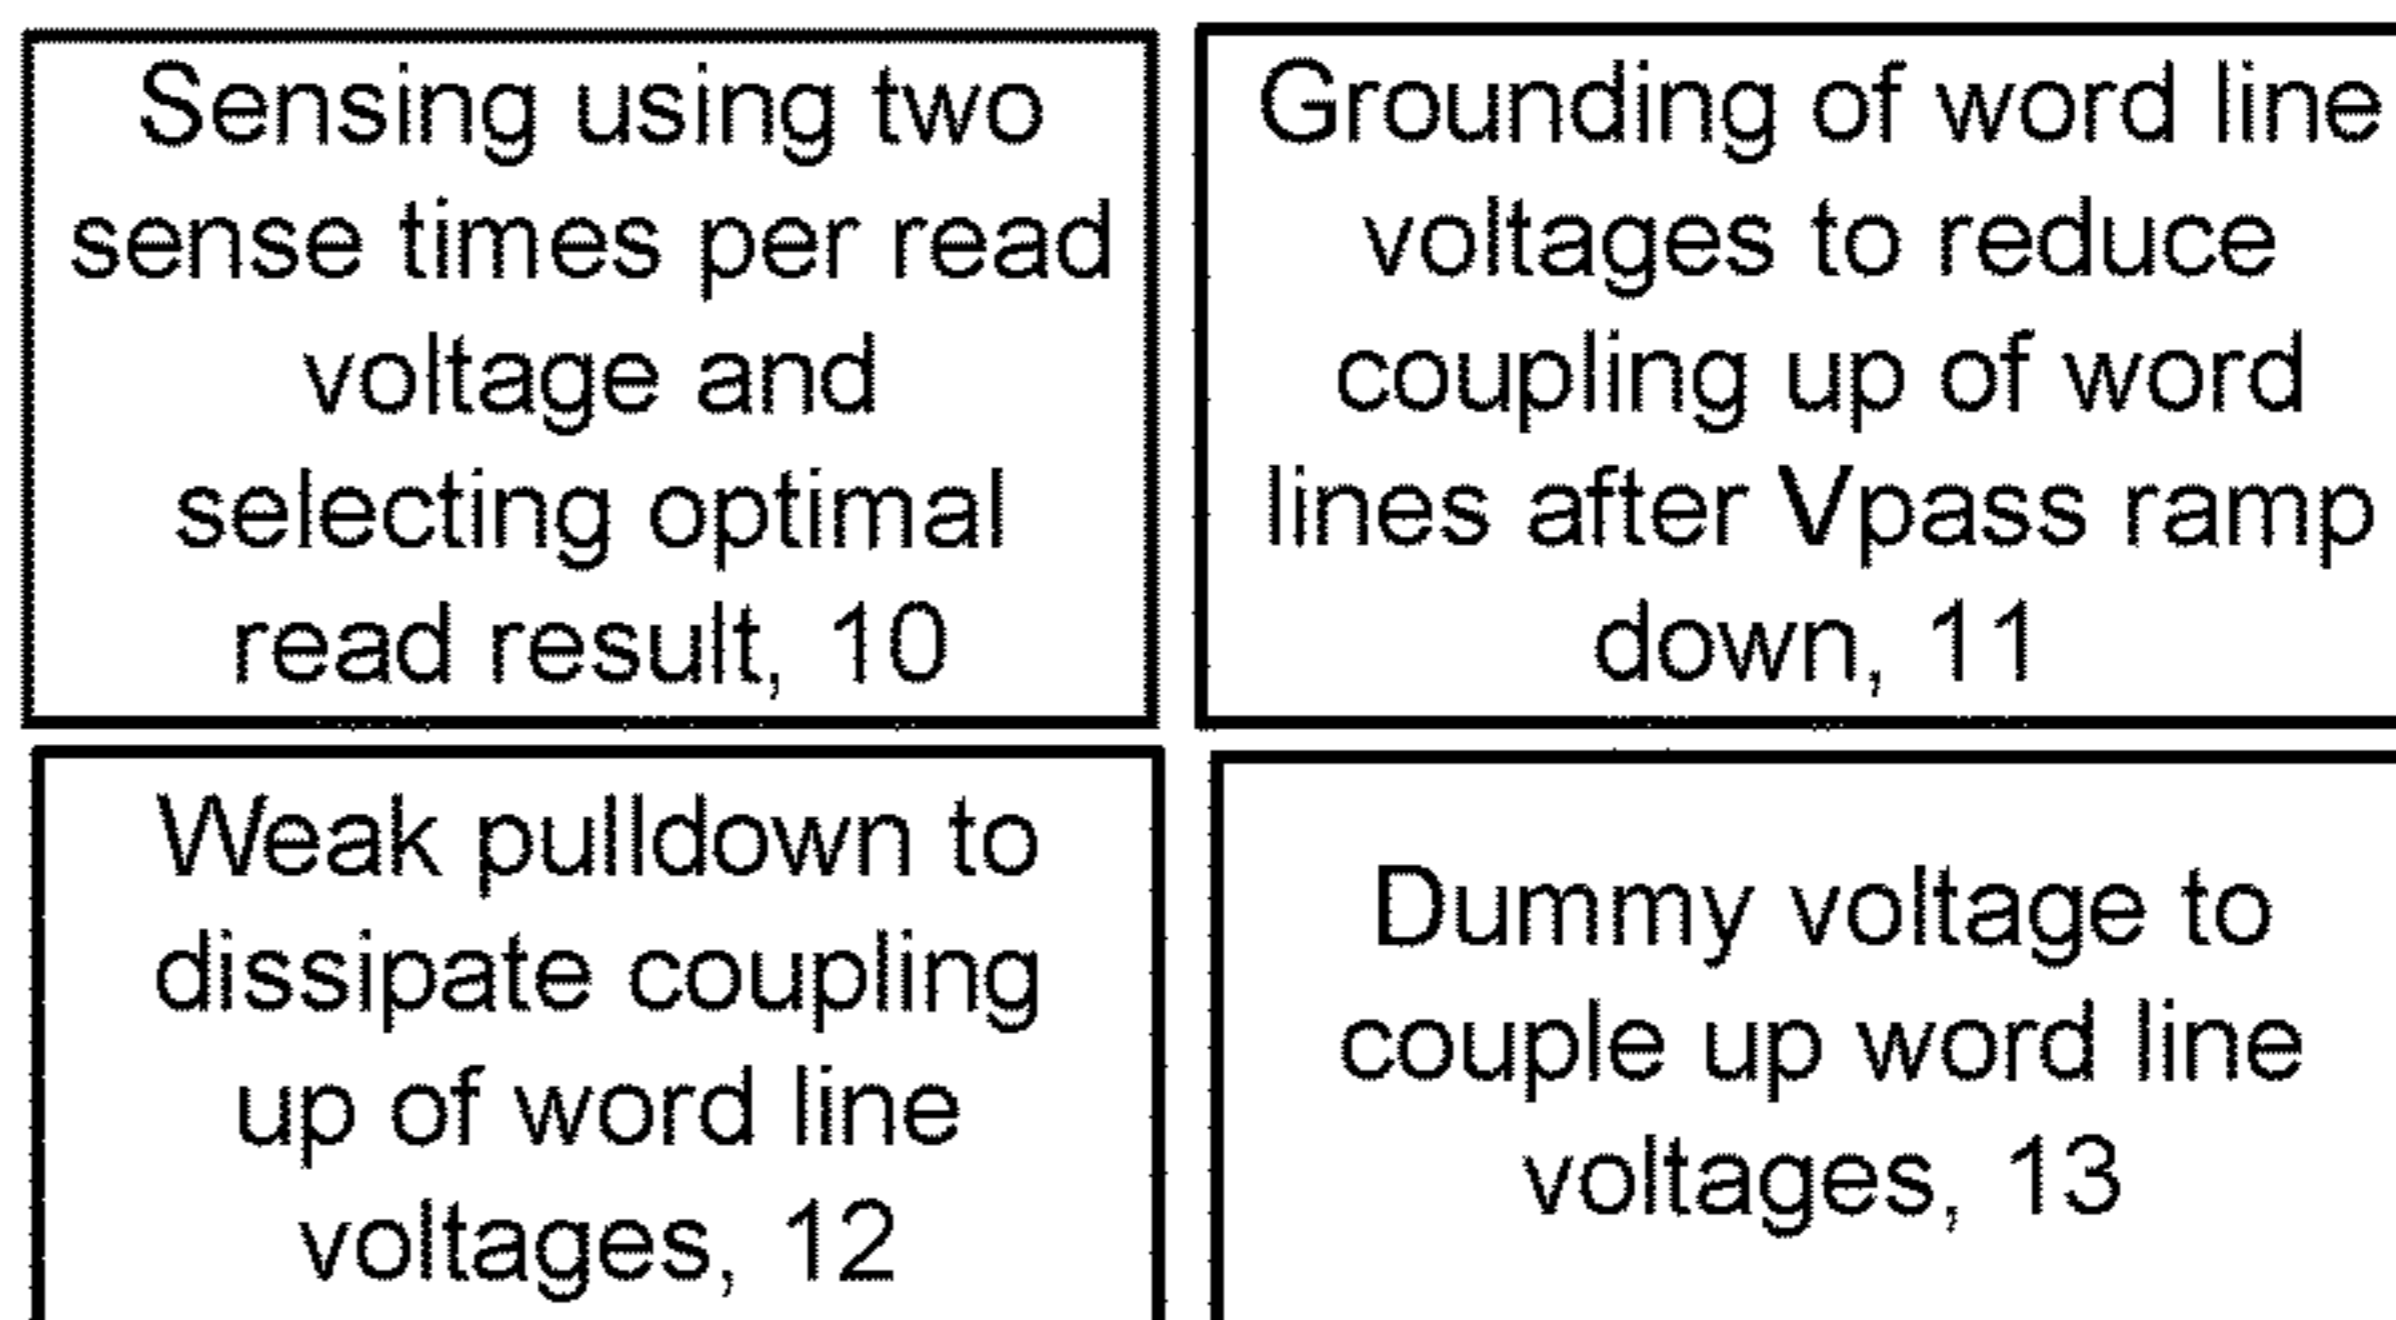 Sensing using two
sense times per read
voltage and
selecting optimal
read result, 10
Grounding of word line
voltages to reduce
coupling up of word
lines after Vpass ramp
down, 11
Weak pulldown to
dissipate coupling
up of word line
voltages, 12
Dummy voltage to
couple up word line
voltages, 13